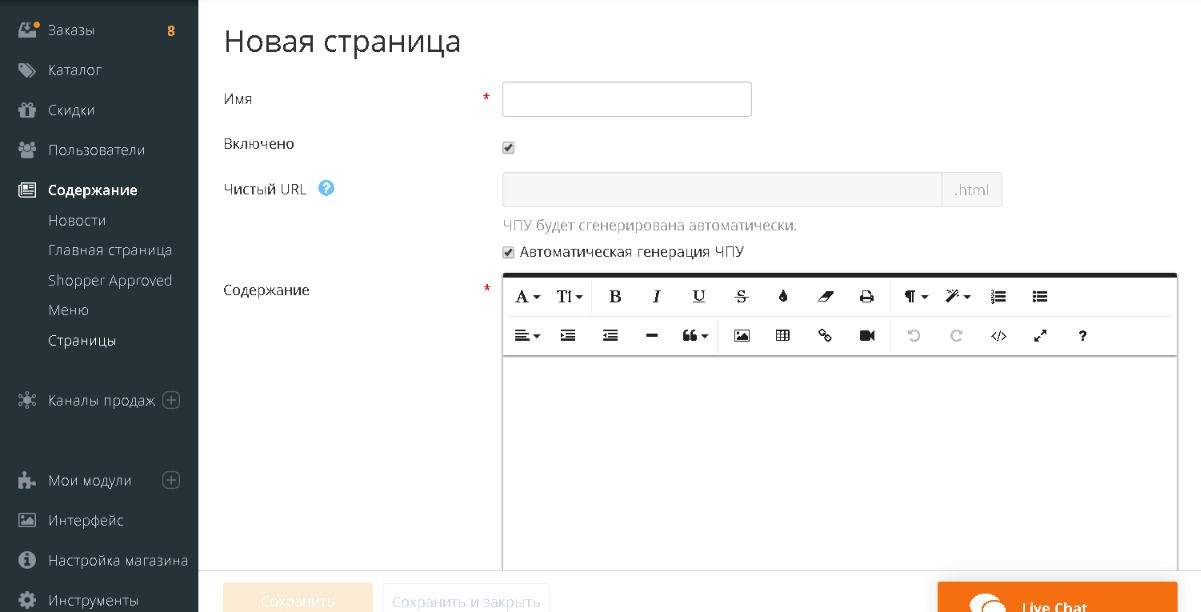 Заказы 8
Каталог
Скидки
Пользователи
Содержание
Новости
Главная страница
Shopper Approved
Меню
Страницы
Каналы продаж
Мои модули
Интерфейс
Настройка магазина
Инструменты
Новая страница
Имя *
Включено
Чистый URL ? .html
ЧПУ будет сгенерирована автоматически.
Автоматическая генерация ЧПУ
Содержание *
Сохранить Сохранить и закрыть
Live Chat